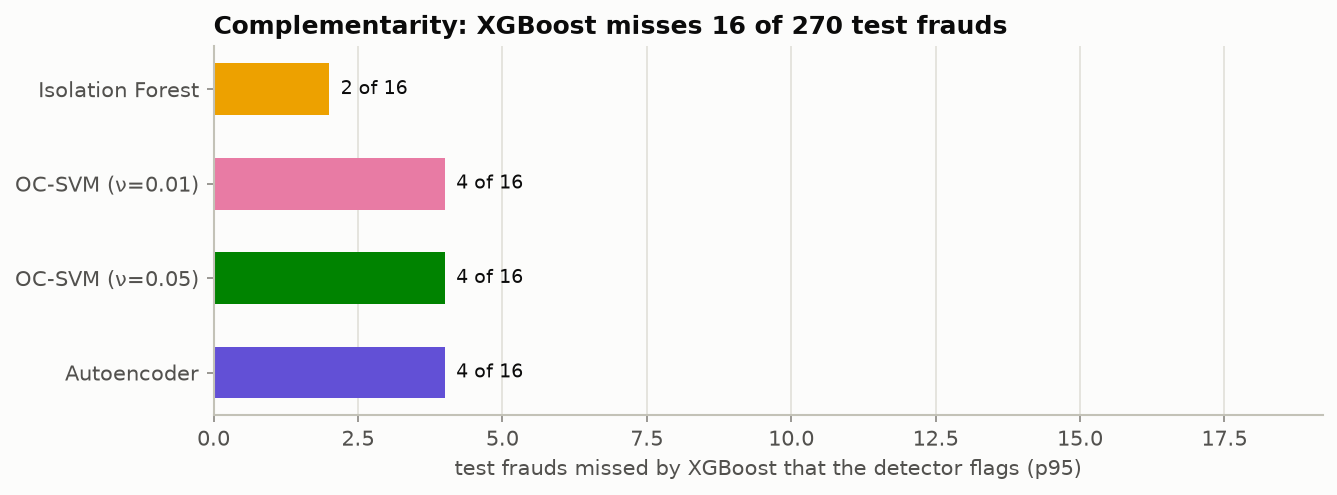 Complementarity: XGBoost misses 16 of 270 test frauds
Isolation Forest
2 of 16
OC-SVM (ν=0.01)
4 of 16
OC-SVM (ν=0.05)
4 of 16
Autoencoder
4 of 16
0.0 2.5 5.0 7.5 10.0 12.5 15.0 17.5
test frauds missed by XGBoost that the detector flags (p95)